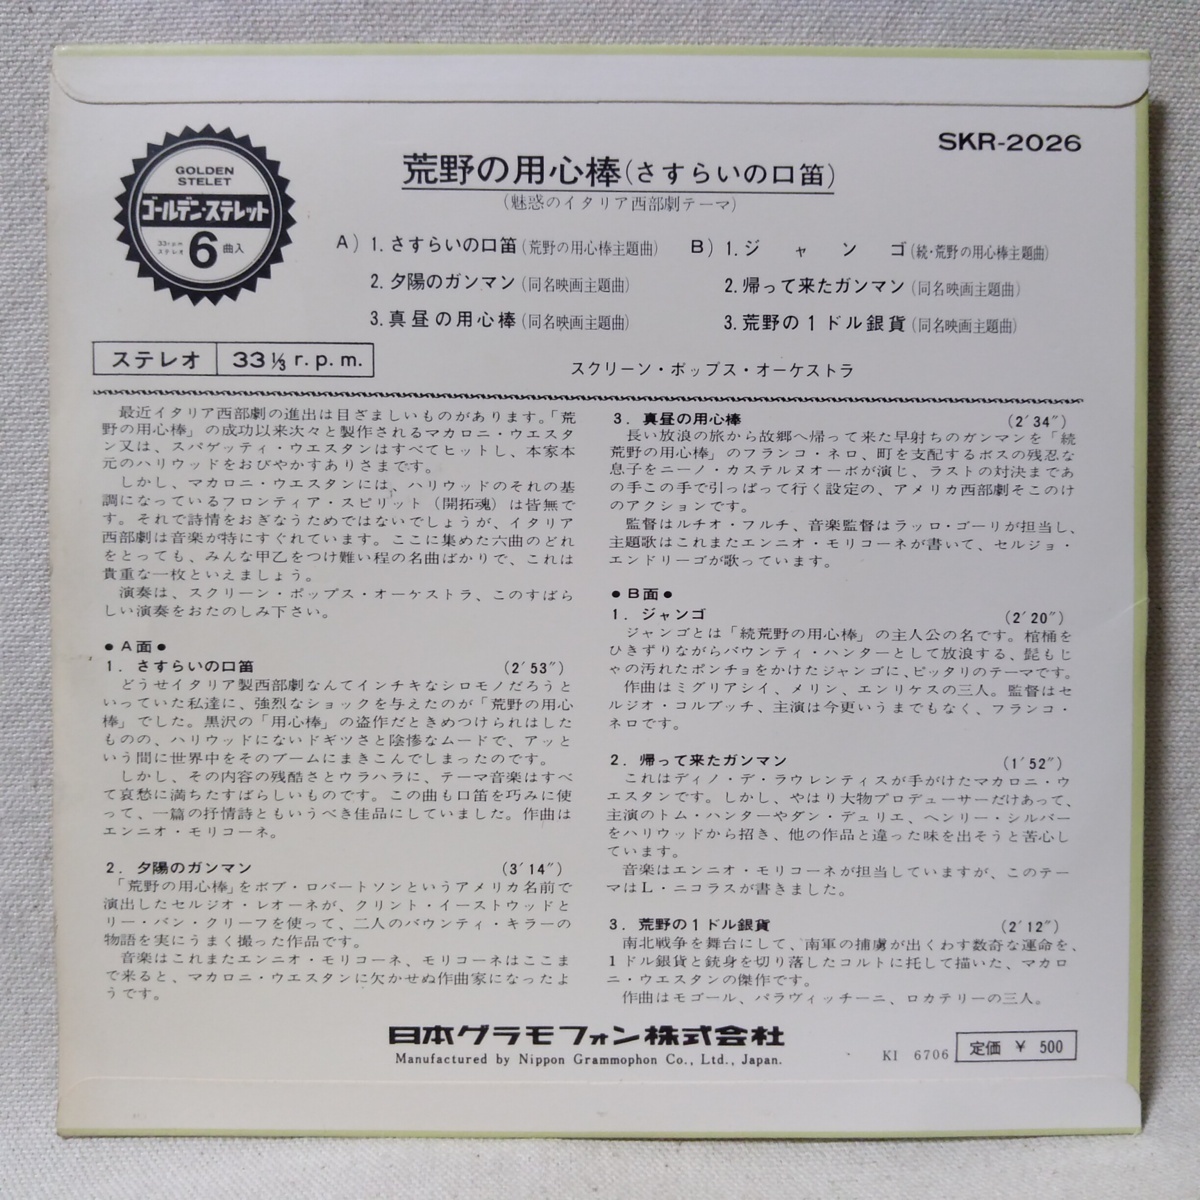 SKR-2026
GOLDEN
STELET
ゴールデン・ステレット
33rpm
ステレオ
6曲入
荒野の用心棒(さすらいの口笛)
(魅惑のイタリア西部劇テーマ)
A) 1. さすらいの口笛(荒野の用心棒主題曲)
2. 夕陽のガンマン(同名映画主題曲)
3. 真昼の用心棒(同名映画主題曲)
B) 1. ジャンゴ(続・荒野の用心棒主題曲)
2. 帰って来たガンマン(同名映画主題曲)
3. 荒野の1ドル銀貨(同名映画主題曲)
ステレオ 33⅓ r.p.m.
スクリーン・ポップス・オーケストラ
最近イタリア西部劇の進出は目ざましいものがあります。「荒
野の用心棒」の成功以来次々と製作されるマカロニ・ウエスタ
ン又は、スパゲッティ・ウエスタンはすべてヒットし、本家本
元のハリウッドをおびやかすありさまです。
しかし、マカロニ・ウエスタンには、ハリウッドのそれの基
調になっているフロンティア・スピリット（開拓魂）は皆無で
す。それで詩情をおぎなうためではないでしょうが、イタリア
西部劇は音楽が特にすぐれています。ここに集めた六曲のどれ
をとっても、みんな甲乙をつけ難い程の名曲ばかりで、これは
貴重な一枚といえましょう。
演奏は、スクリーン・ポップス・オーケストラ、このすばら
しい演奏をおたのしみ下さい。
●A面●
1. さすらいの口笛 (2′53″)
どうせイタリア製西部劇なんてインチキなシロモノだろうと
いっていた私達に、強烈なショックを与えたのが「荒野の用心
棒」でした。黒沢の「用心棒」の盗作だときめつけられはした
ものの、ハリウッドにないドギツさと陰惨なムードで、アッと
いう間に世界中をそのブームにまきこんでしまったのです。
しかし、その内容の残酷さとウラハラに、テーマ音楽はすべ
て哀愁に満ちたすばらしいものです。この曲も口笛を巧みに使
って、一篇の抒情詩ともいうべき佳品にしていました。作曲は
エンニオ・モリコーネ。
2. 夕陽のガンマン (3′14″)
「荒野の用心棒」をボブ・ロバートソンというアメリカ名前で
演出したセルジオ・レオーネが、クリント・イーストウッドと
リー・バン・クリーフを使って、二人のバウンティ・キラーの
物語を実にうまく撮った作品です。
音楽はこれまたエンニオ・モリコーネ、モリコーネはここま
で来ると、マカロニ・ウエスタンに欠かせぬ作曲家になったよ
うです。
3. 真昼の用心棒 (2′34″)
長い放浪の旅から故郷へ帰って来た早射ちのガンマンを「続
荒野の用心棒」のフランコ・ネロ、町を支配するボスの残忍な
息子をニーノ・カステルヌオーボが演じ、ラストの対決まであ
の手この手で引っぱって行く設定の、アメリカ西部劇そこのけ
のアクションです。
監督はルチオ・フルチ、音楽監督はラッロ・ゴーリが担当し、
主題歌はこれまたエンニオ・モリコーネが書いて、セルジョ・
エンドリーゴが歌っています。
●B面●
1. ジャンゴ (2′20″)
ジャンゴとは「続荒野の用心棒」の主人公の名です。棺桶を
ひきずりながらバウンティ・ハンターとして放浪する、髭もじ
ゃの汚れたポンチョをかけたジャンゴに、ピッタリのテーマです。
作曲はミグリアシイ、メリン、エンリケスの三人。監督はセ
ルジオ・コルブッチ、主演は今更いうまでもなく、フランコ・
ネロです。
2. 帰って来たガンマン (1′52″)
これはディノ・デ・ラウレンティスが手がけたマカロニ・ウ
エスタンです。しかし、やはり大物プロデューサーだけあって、
主演のトム・ハンターやダン・デュリエ、ヘンリー・シルバー
をハリウッドから招き、他の作品と違った味を出そうと苦心し
ています。
音楽はエンニオ・モリコーネが担当していますが、このテー
マはL・ニコラスが書きました。
3. 荒野の1ドル銀貨 (2′12″)
南北戦争を舞台にして、南軍の捕虜が出くわす数奇な運命を、
1ドル銀貨と銃身を切り落したコルトに托して描いた、マカロ
ニ・ウエスタンの傑作です。
作曲はモゴール、パラヴィッチーニ、ロカテリーの三人。
日本グラモフォン株式会社
Manufactured by Nippon Grammophon Co., Ltd., Japan.
KI 6706
定価 ¥ 500